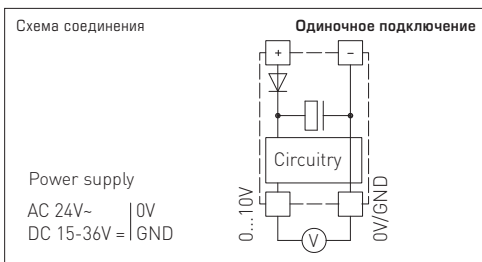 Схема соединения
Одиночное подключение
+ −
Circuitry
Power supply
AC 24V~ | 0V
DC 15-36V = | GND
0...10V
0V/GND
V